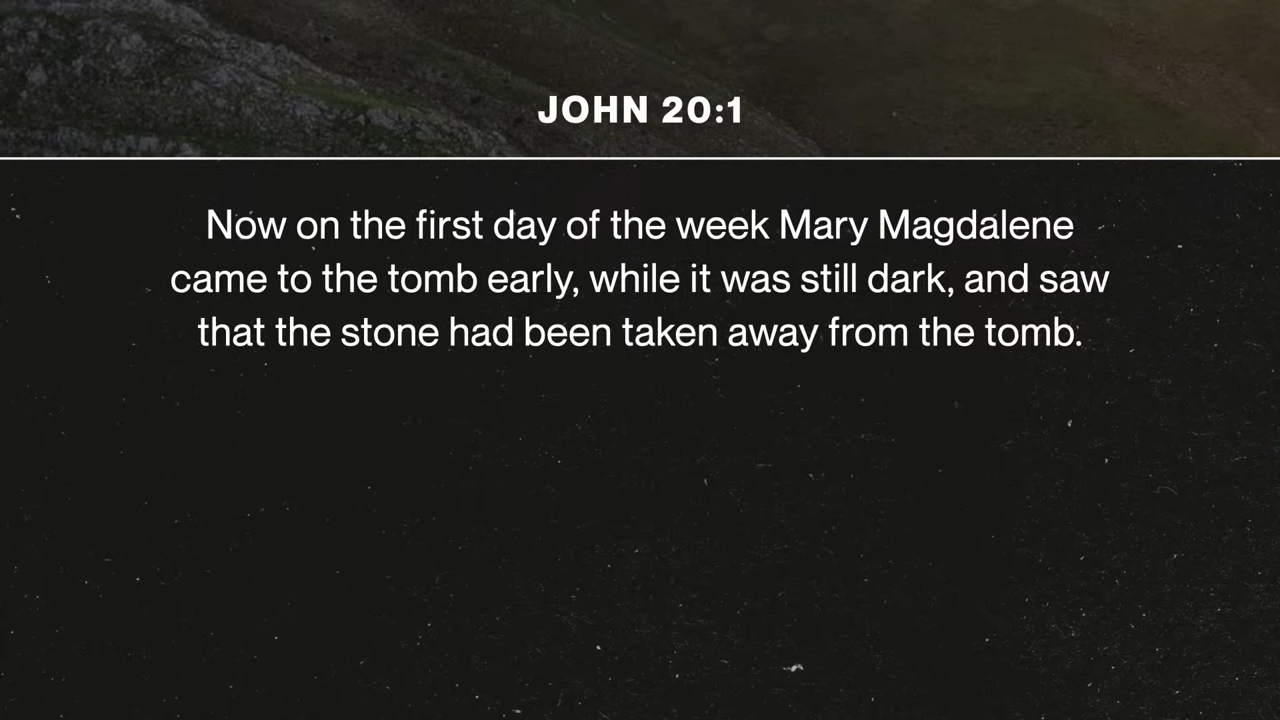 JOHN 20:1
Now on the first day of the week Mary Magdalene
came to the tomb early, while it was still dark, and saw
that the stone had been taken away from the tomb.